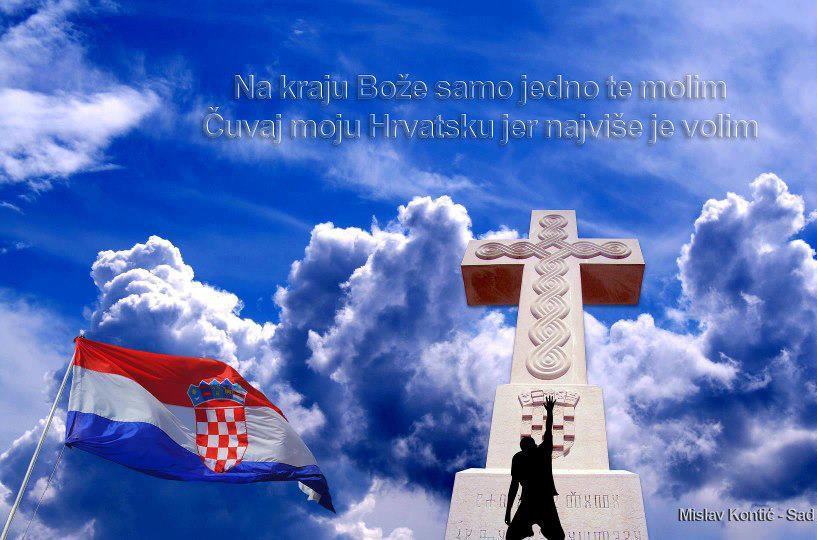 Na kraju Bože samo jedno te molim
Čuvaj moju Hrvatsku jer najviše je volim
Mislav Kontić - Sad